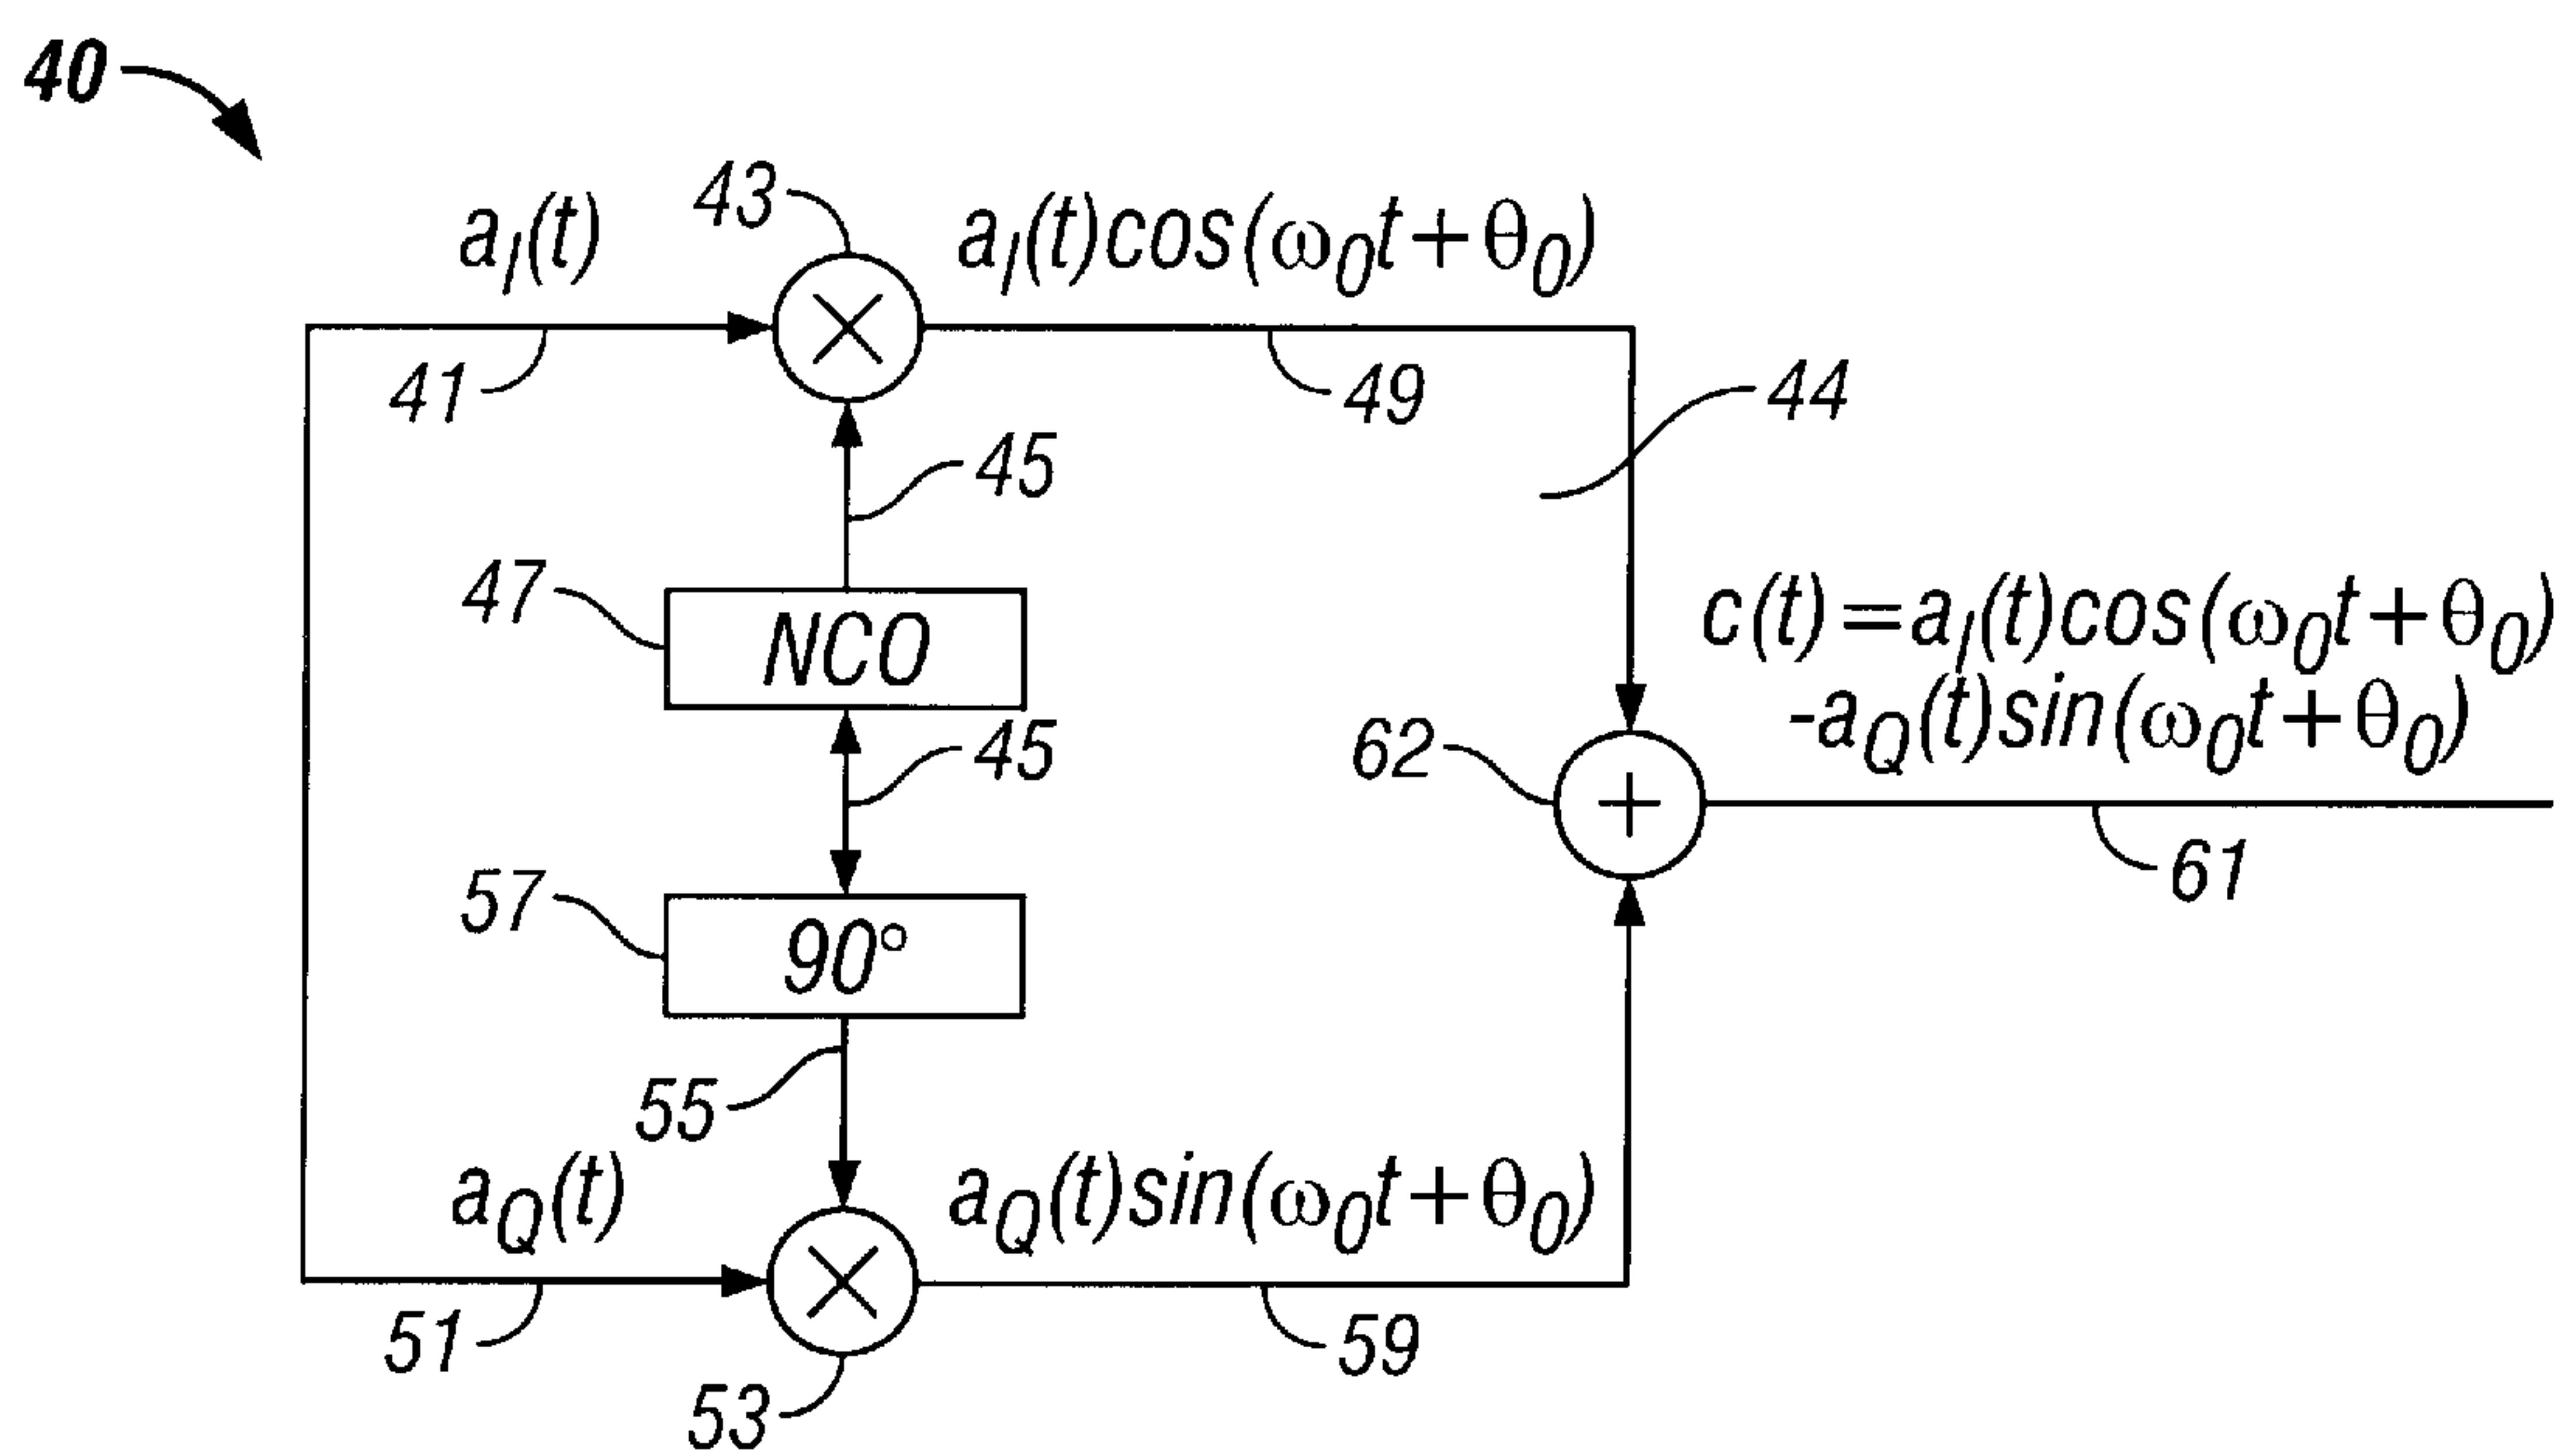 40
43
a_I(t)
a_I(t)cos(ω_0t+θ_0)
41
49
44
45
47
NCO
c(t)=a_I(t)cos(ω_0t+θ_0)
-a_Q(t)sin(ω_0t+θ_0)
45
62
+
57
90°
61
55
a_Q(t)
a_Q(t)sin(ω_0t+θ_0)
51
59
53